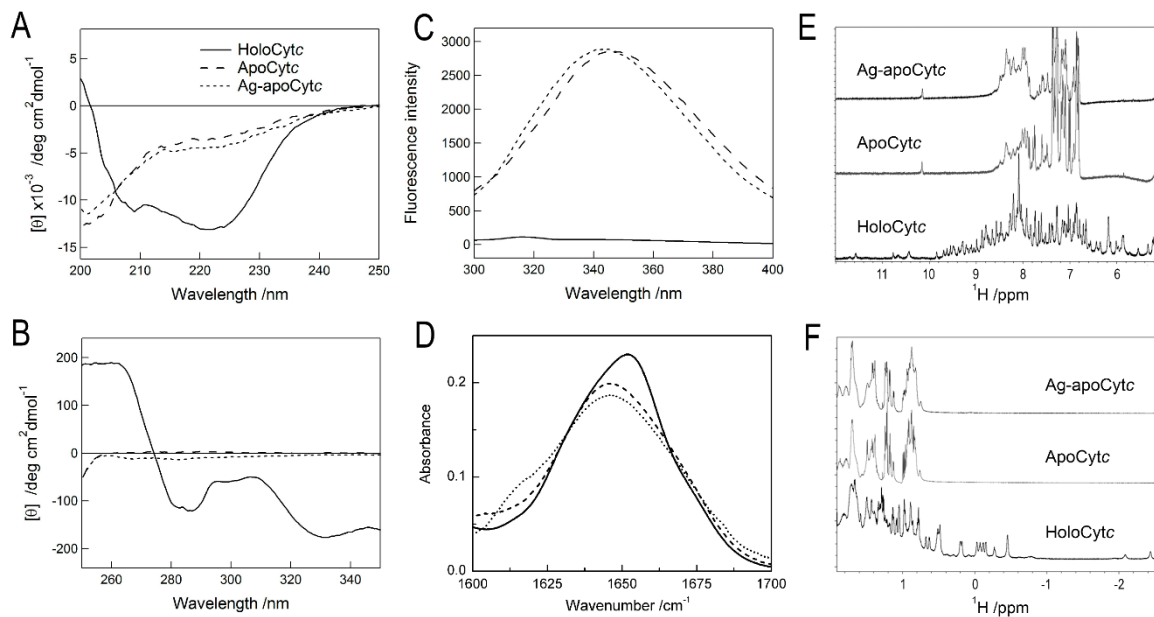 A
5
0
-5
-10
-15
200
210
220
230
240
250
[θ] x10⁻³ /deg cm² dmol⁻¹
Wavelength /nm
HoloCytc
ApoCytc
Ag-apoCytc
B
200
100
0
-100
-200
260
280
300
320
340
[θ] /deg cm² dmol⁻¹
Wavelength /nm
C
3000
2500
2000
1500
1000
500
0
300
320
340
360
380
400
Fluorescence intensity
Wavelength /nm
D
0.2
0.1
0.0
1600
1625
1650
1675
1700
Absorbance
Wavenumber /cm⁻¹
E
Ag-apoCytc
ApoCytc
HoloCytc
11
10
9
8
7
6
¹H /ppm
F
Ag-apoCytc
ApoCytc
HoloCytc
1
0
-1
-2
¹H /ppm